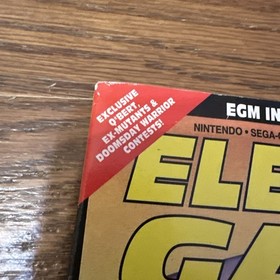 EXCLUSIVE
Q'BERT,
EX-MUTANTS &
DOOMSDAY WARRIOR
CONTESTS!
EGM IN
NINTENDO • SEGA
ELE
GA